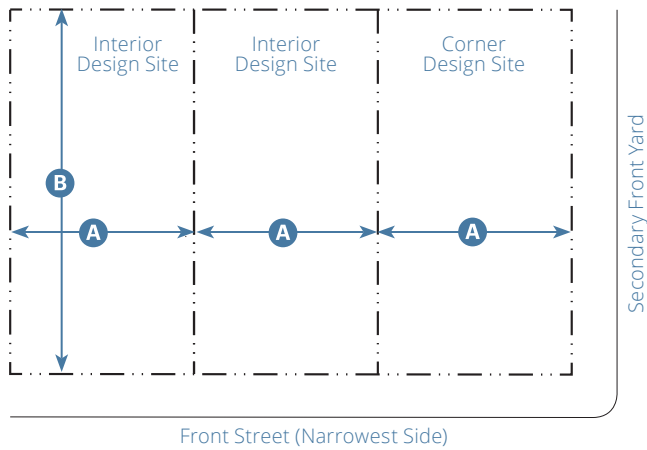 Interior
Design Site
Interior
Design Site
Corner
Design Site
B
A
A
A
Secondary Front Yard
Front Street (Narrowest Side)